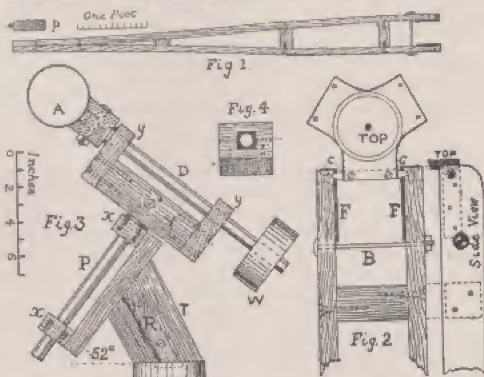 P
One Foot
Fig 1.
A
y
Fig. 4
TOP
D
0
2
4
6
Inches
Fig. 3
x
y
c
c
F
F
TOP
P
B
Side View
W
x
R
T
52°
Fig. 2